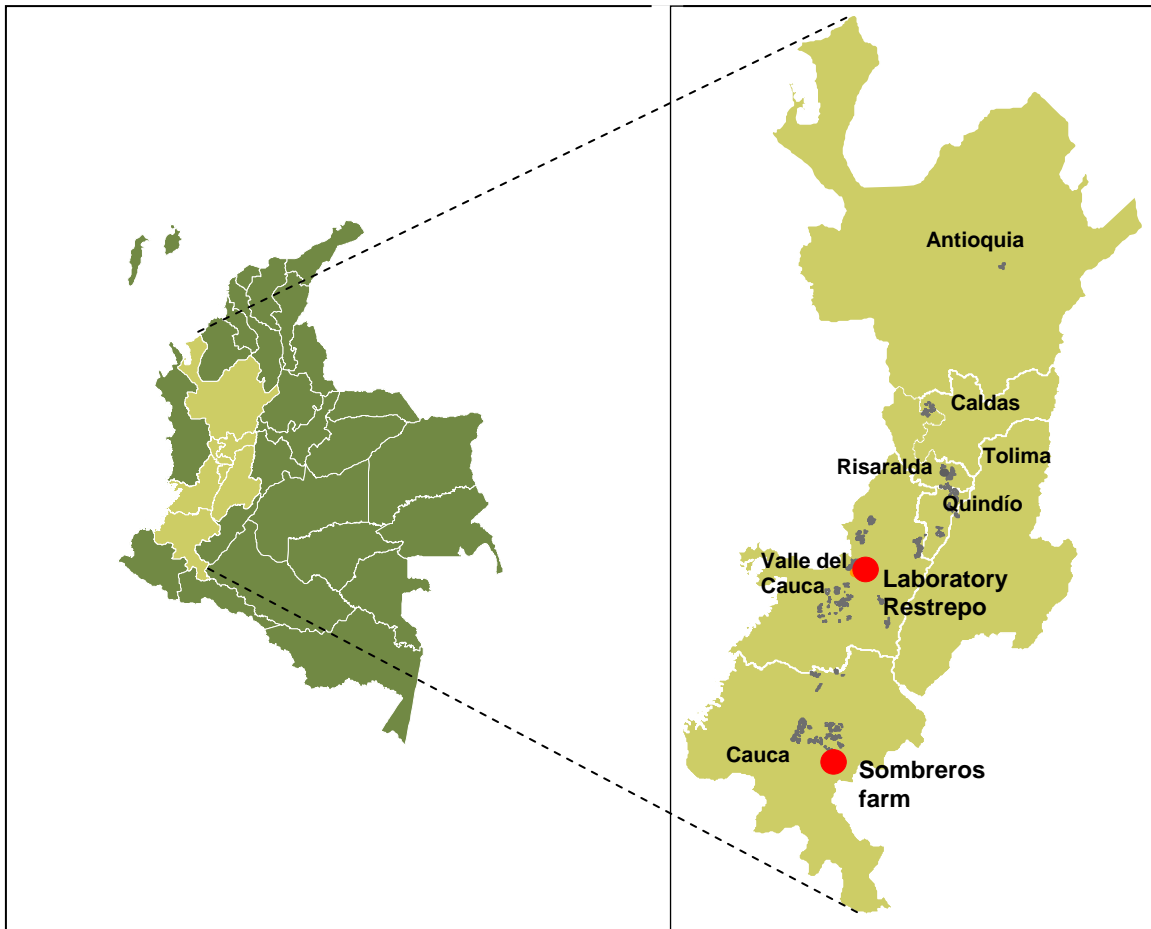 Antioquia
Caldas
Tolima
Risaralda
Quindío
Valle del
Cauca
Laboratory
Restrepo
Cauca
Sombreros
farm